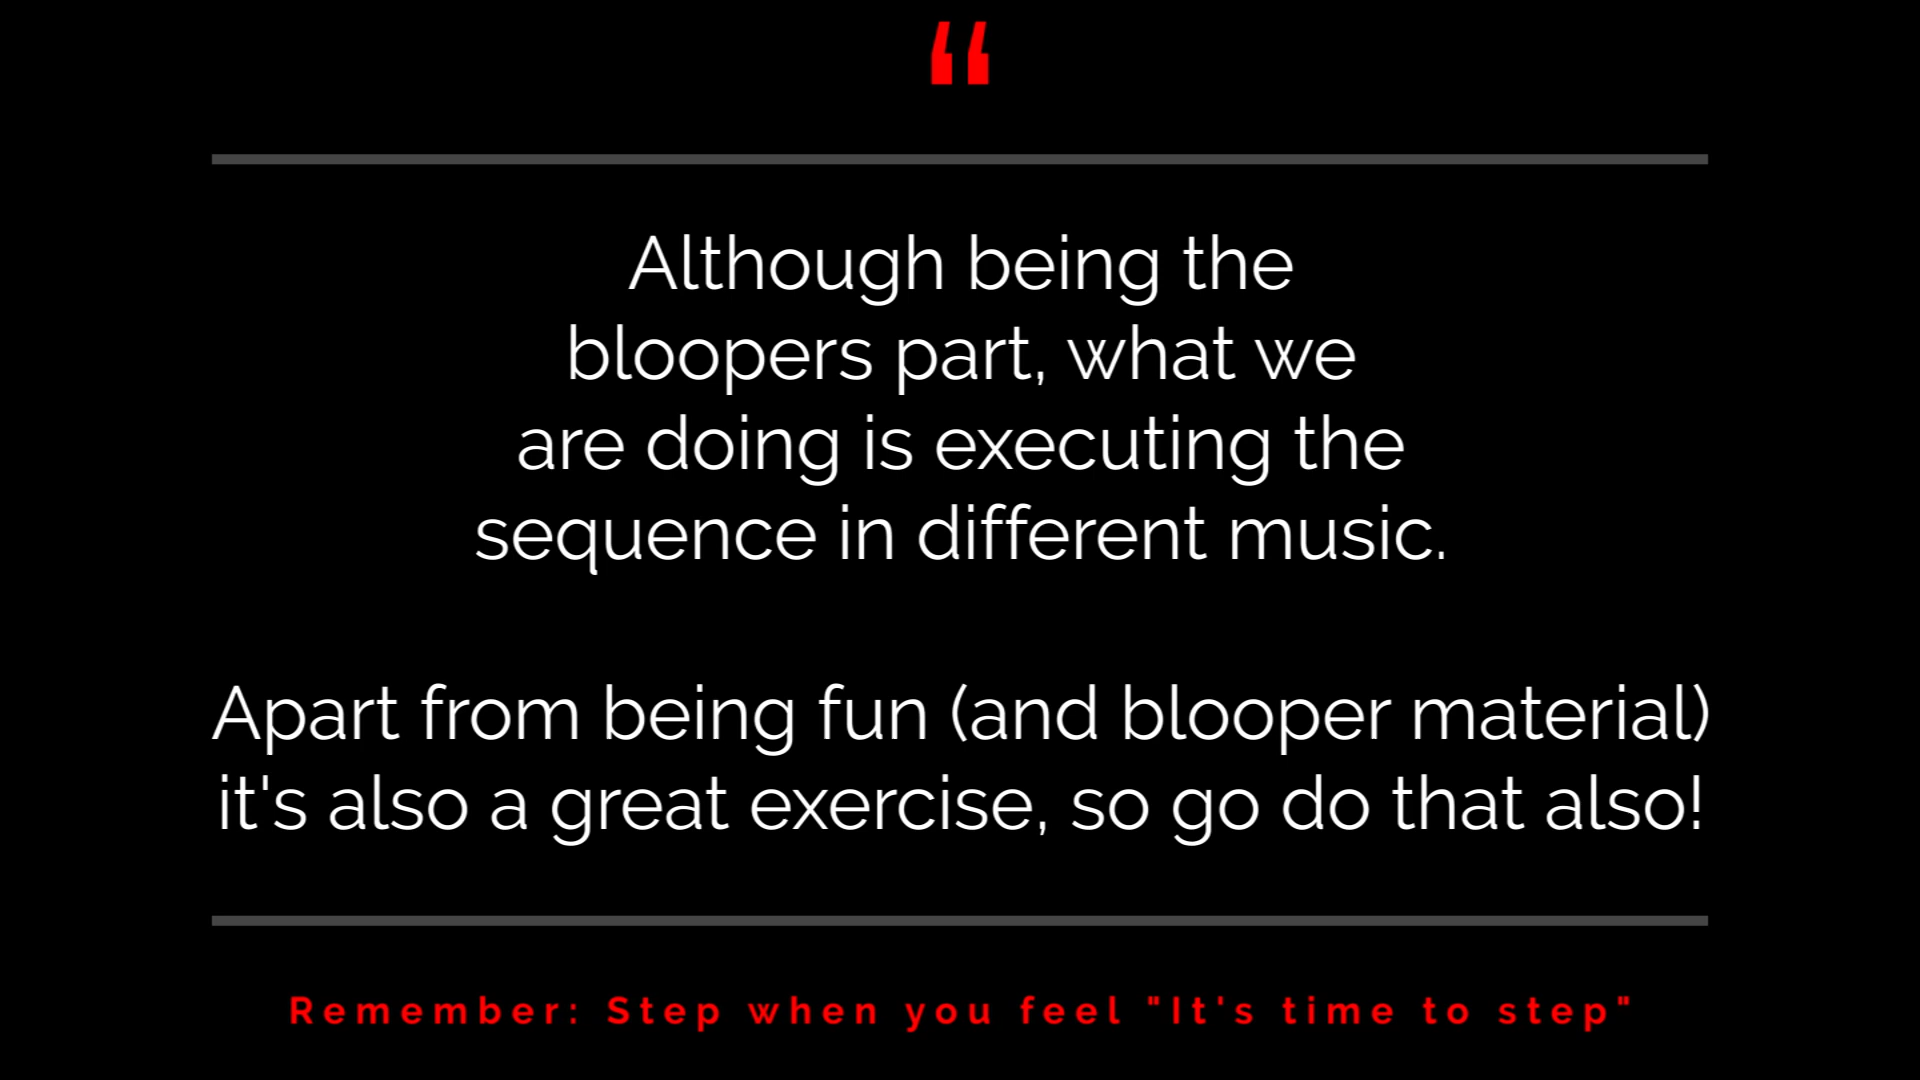 “
Although being the
bloopers part, what we
are doing is executing the
sequence in different music.
Apart from being fun (and blooper material)
it's also a great exercise, so go do that also!
Remember: Step when you feel "It's time to step"